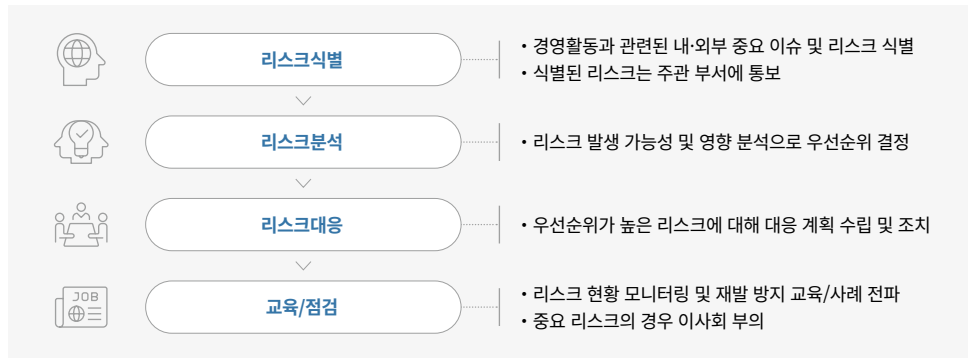 리스크식별
• 경영활동과 관련된 내·외부 중요 이슈 및 리스크 식별
• 식별된 리스크는 주관 부서에 통보
리스크분석
• 리스크 발생 가능성 및 영향 분석으로 우선순위 결정
리스크대응
• 우선순위가 높은 리스크에 대해 대응 계획 수립 및 조치
JOB
교육/점검
• 리스크 현황 모니터링 및 재발 방지 교육/사례 전파
• 중요 리스크의 경우 이사회 부의